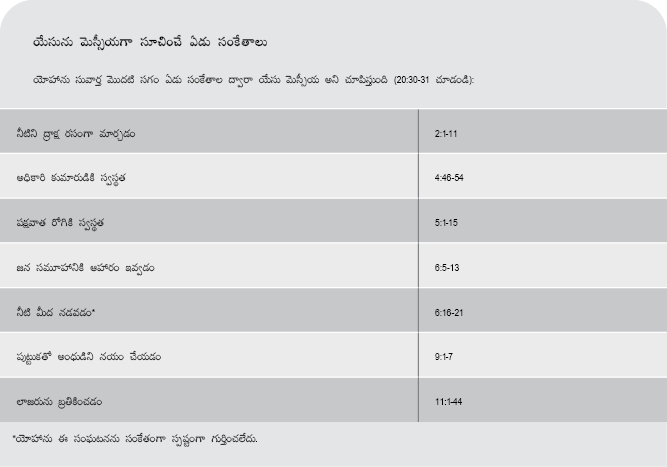 యేసును మెస్సీయగా సూచించే ఏడు సంకేతాలు
యోహాను సువార్త మొదటి సగం ఏడు సంకేతాల ద్వారా యేసు మెస్సీయ అని చూపిస్తుంది (20:30-31 చూడండి):
నీటిని ద్రాక్ష రసంగా మార్చడం 2:1-11
అధికారి కుమారుడికి స్వస్థత 4:46-54
పక్షవాత రోగికి స్వస్థత 5:1-15
జన సమూహానికి ఆహారం ఇవ్వడం 6:5-13
నీటి మీద నడవడం* 6:16-21
పుట్టుకతో అంధుడిని నయం చేయడం 9:1-7
లాజరును బ్రతికించడం 11:1-44
*యోహాను ఈ సంఘటనను సంకేతంగా స్పష్టంగా గుర్తించలేదు.